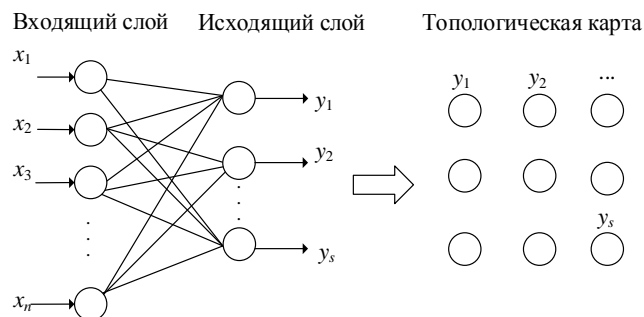 Входящий слой
Исходящий слой
Топологическая карта
x1
x2
x3
.
.
.
xn
y1
y2
.
.
.
ys
y1
y2
...
ys